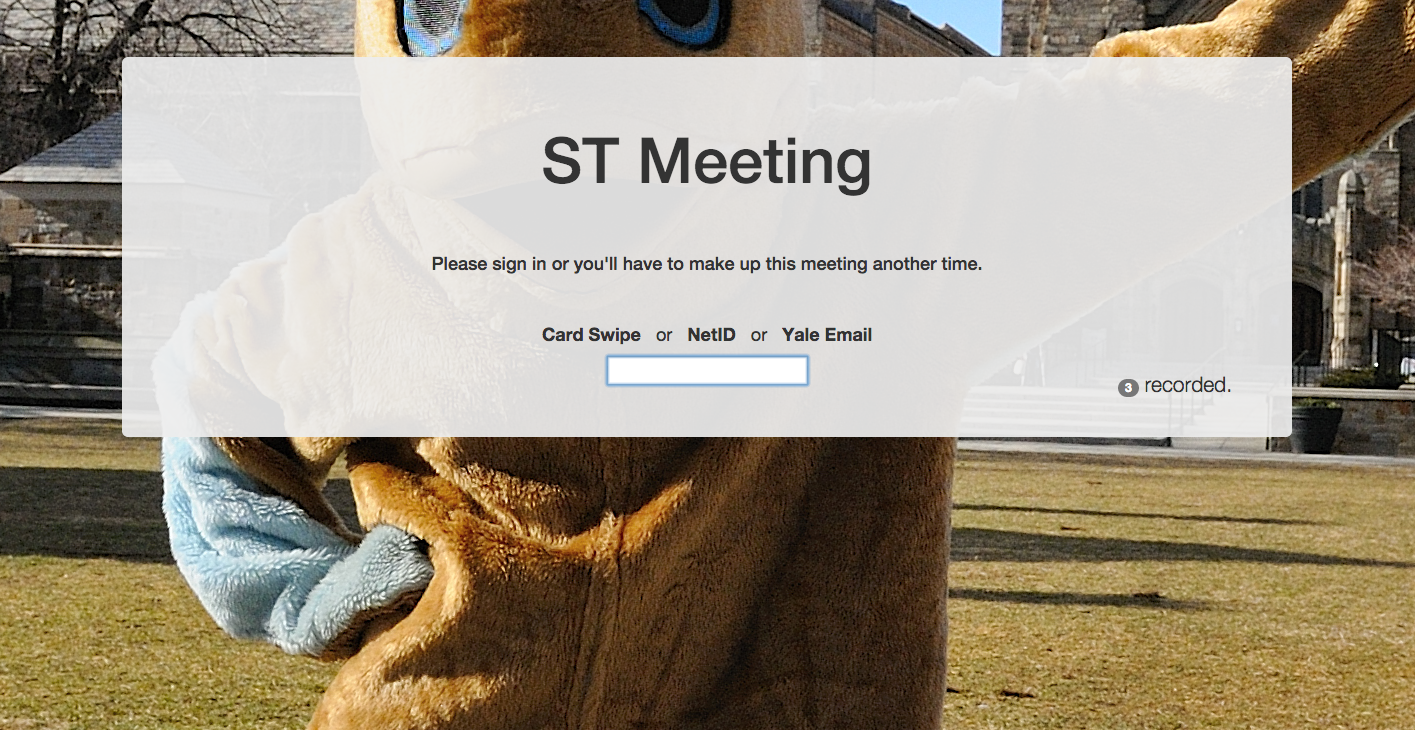 ST Meeting
Please sign in or you'll have to make up this meeting another time.
Card Swipe or NetID or Yale Email
3 recorded.